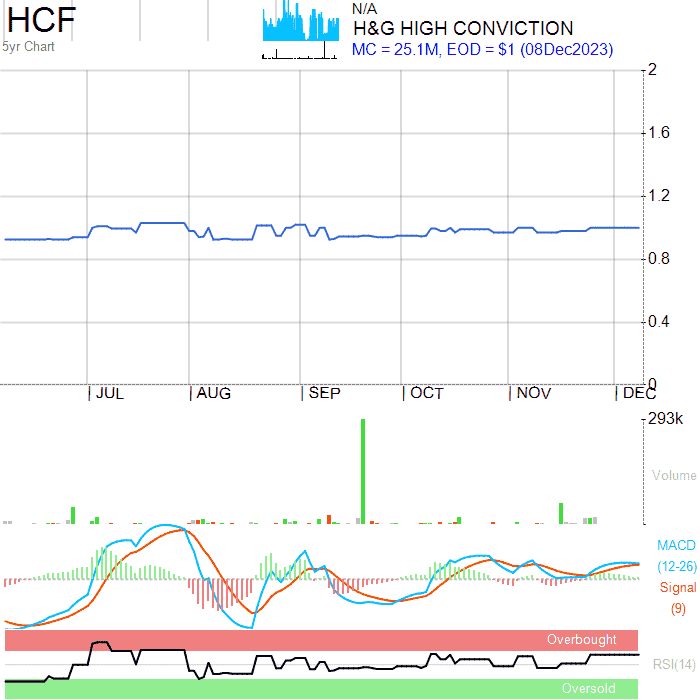 HCF
N/A
H&G HIGH CONVICTION
5yr Chart
MC = 25.1M, EOD = $1 (08Dec2023)
2
1.6
1.2
0.8
0.4
0
JUL AUG SEP OCT NOV DEC
293k
Volume
MACD
(12-26)
Signal
(9)
Overbought
RSI(14)
Oversold